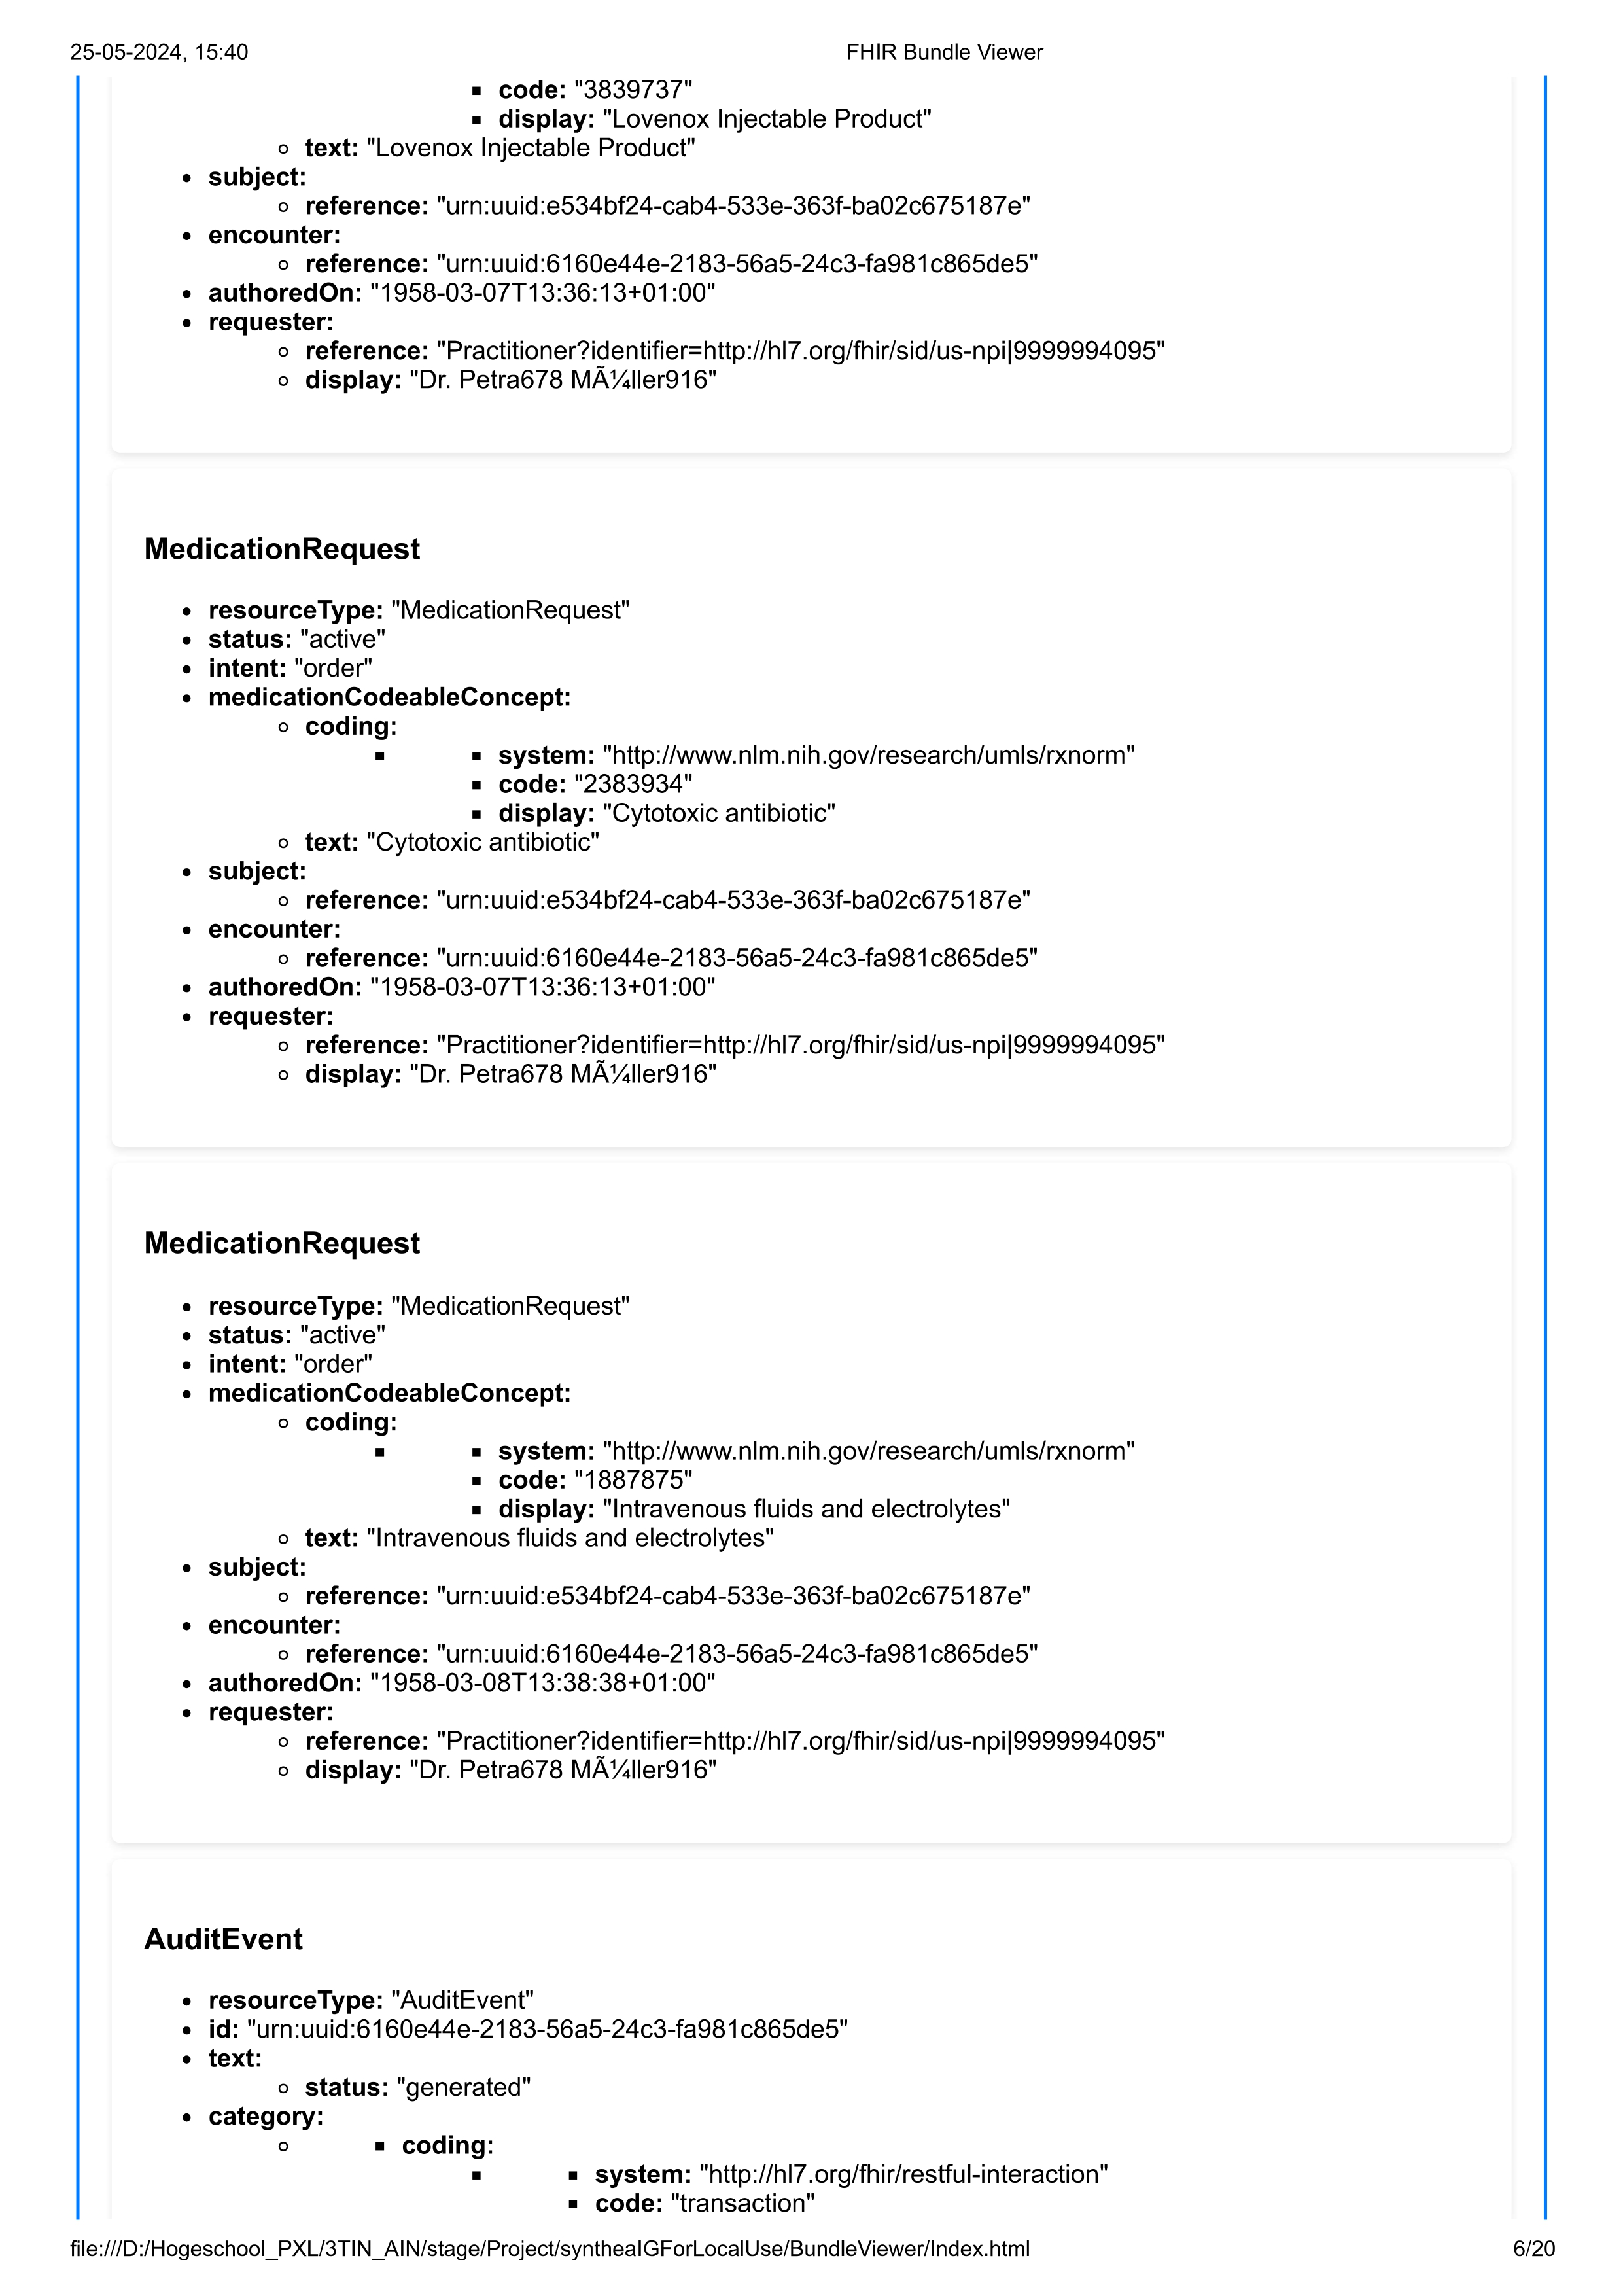 25-05-2024, 15:40 FHIR Bundle Viewer
code: "3839737"
display: "Lovenox Injectable Product"
text: "Lovenox Injectable Product"
subject:
reference: "urn:uuid:e534bf24-cab4-533e-363f-ba02c675187e"
encounter:
reference: "urn:uuid:6160e44e-2183-56a5-24c3-fa981c865de5"
authoredOn: "1958-03-07T13:36:13+01:00"
requester:
reference: "Practitioner?identifier=http://hl7.org/fhir/sid/us-npi|9999994095"
display: "Dr. Petra678 MÃ¼ller916"
MedicationRequest
resourceType: "MedicationRequest"
status: "active"
intent: "order"
medicationCodeableConcept:
coding:
system: "http://www.nlm.nih.gov/research/umls/rxnorm"
code: "2383934"
display: "Cytotoxic antibiotic"
text: "Cytotoxic antibiotic"
subject:
reference: "urn:uuid:e534bf24-cab4-533e-363f-ba02c675187e"
encounter:
reference: "urn:uuid:6160e44e-2183-56a5-24c3-fa981c865de5"
authoredOn: "1958-03-07T13:36:13+01:00"
requester:
reference: "Practitioner?identifier=http://hl7.org/fhir/sid/us-npi|9999994095"
display: "Dr. Petra678 MÃ¼ller916"
MedicationRequest
resourceType: "MedicationRequest"
status: "active"
intent: "order"
medicationCodeableConcept:
coding:
system: "http://www.nlm.nih.gov/research/umls/rxnorm"
code: "1887875"
display: "Intravenous fluids and electrolytes"
text: "Intravenous fluids and electrolytes"
subject:
reference: "urn:uuid:e534bf24-cab4-533e-363f-ba02c675187e"
encounter:
reference: "urn:uuid:6160e44e-2183-56a5-24c3-fa981c865de5"
authoredOn: "1958-03-08T13:38:38+01:00"
requester:
reference: "Practitioner?identifier=http://hl7.org/fhir/sid/us-npi|9999994095"
display: "Dr. Petra678 MÃ¼ller916"
AuditEvent
resourceType: "AuditEvent"
id: "urn:uuid:6160e44e-2183-56a5-24c3-fa981c865de5"
text:
status: "generated"
category:
coding:
system: "http://hl7.org/fhir/restful-interaction"
code: "transaction"
file:///D:/Hogeschool_PXL/3TIN_AIN/stage/Project/syntheaIGForLocalUse/BundleViewer/Index.html 6/20